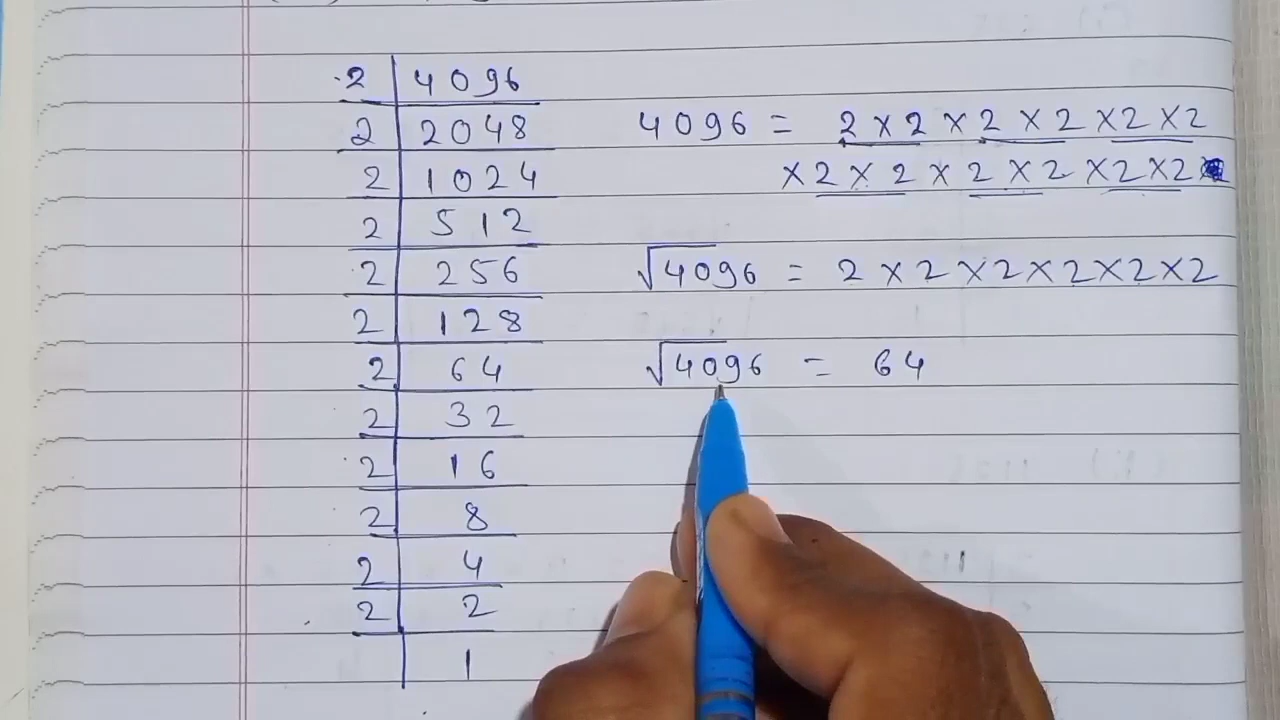 2 | 4096
2 | 2048
2 | 1024
2 | 512
2 | 256
2 | 128
2 | 64
2 | 32
2 | 16
2 | 8
2 | 4
2 | 2
| 1
4096 = 2 × 2 × 2 × 2 × 2 × 2
× 2 × 2 × 2 × 2 × 2 × 2
√4096 = 2 × 2 × 2 × 2 × 2 × 2
√4096 = 64